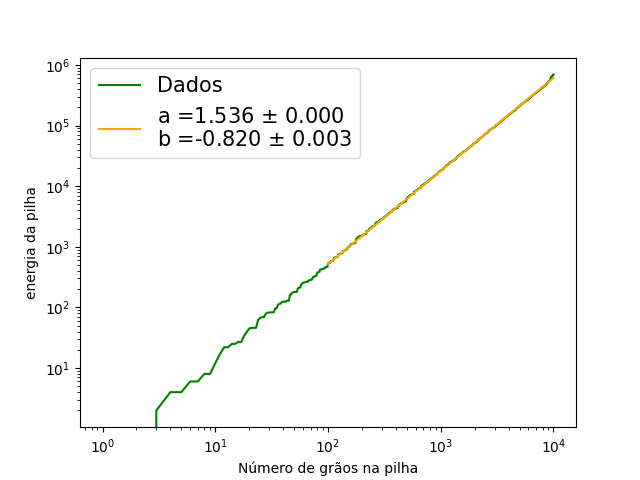 Dados
a =1.536 ± 0.000
b =-0.820 ± 0.003
energia da pilha
10⁶
10⁵
10⁴
10³
10²
10¹
10⁰
10¹
10²
10³
10⁴
Número de grãos na pilha